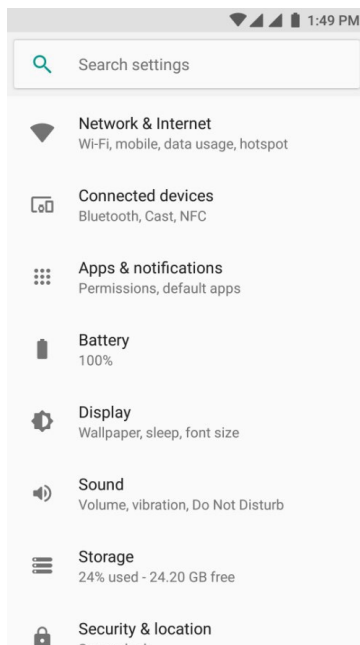 1:49 PM
Search settings
Network & Internet
Wi-Fi, mobile, data usage, hotspot
Connected devices
Bluetooth, Cast, NFC
Apps & notifications
Permissions, default apps
Battery
100%
Display
Wallpaper, sleep, font size
Sound
Volume, vibration, Do Not Disturb
Storage
24% used - 24.20 GB free
Security & location